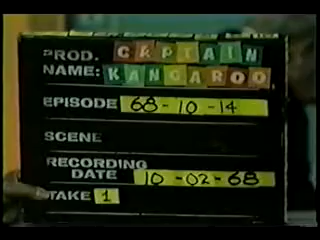 PROD. CAPTAIN
NAME: KANGAROO
EPISODE 68-10-14
SCENE
RECORDING
DATE 10-02-68
TAKE 1